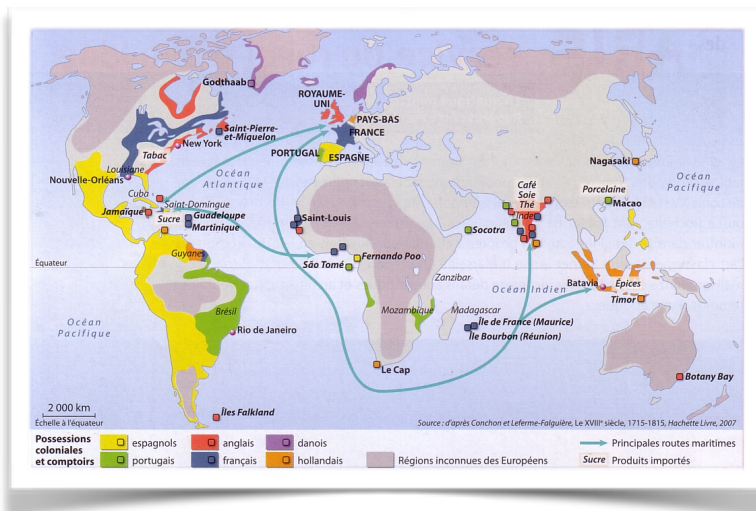 Godthaab
ROYAUME-
UNI
PAYS-BAS
FRANCE
PORTUGAL
ESPAGNE
Saint-Pierre-
et-Miquelon
New York
Tabac
Louisiane
Nouvelle-Orléans
Océan
Atlantique
Cuba
Saint-Domingue
Jamaïque
Sucre
Guadeloupe
Martinique
Guyane
Saint-Louis
Fernando Poo
São Tomé
Équateur
Brésil
Rio de Janeiro
Océan
Pacifique
Îles Falkland
Nagasaki
Océan
Pacifique
Café
Soie
Thé
Inde
Porcelaine
Macao
Socotra
Zanzibar
Océan Indien
Batavia
Épices
Timor
Mozambique
Madagascar
Île de France (Maurice)
Île Bourbon (Réunion)
Le Cap
Botany Bay
2 000 km
Échelle à l'équateur
Source : d'après Conchon et Leferme-Falguière, Le XVIIIe siècle, 1715-1815, Hachette Livre, 2007
Possessions
coloniales
et comptoirs
espagnols
portugais
anglais
français
danois
hollandais
Régions inconnues des Européens
Principales routes maritimes
Sucre Produits importés